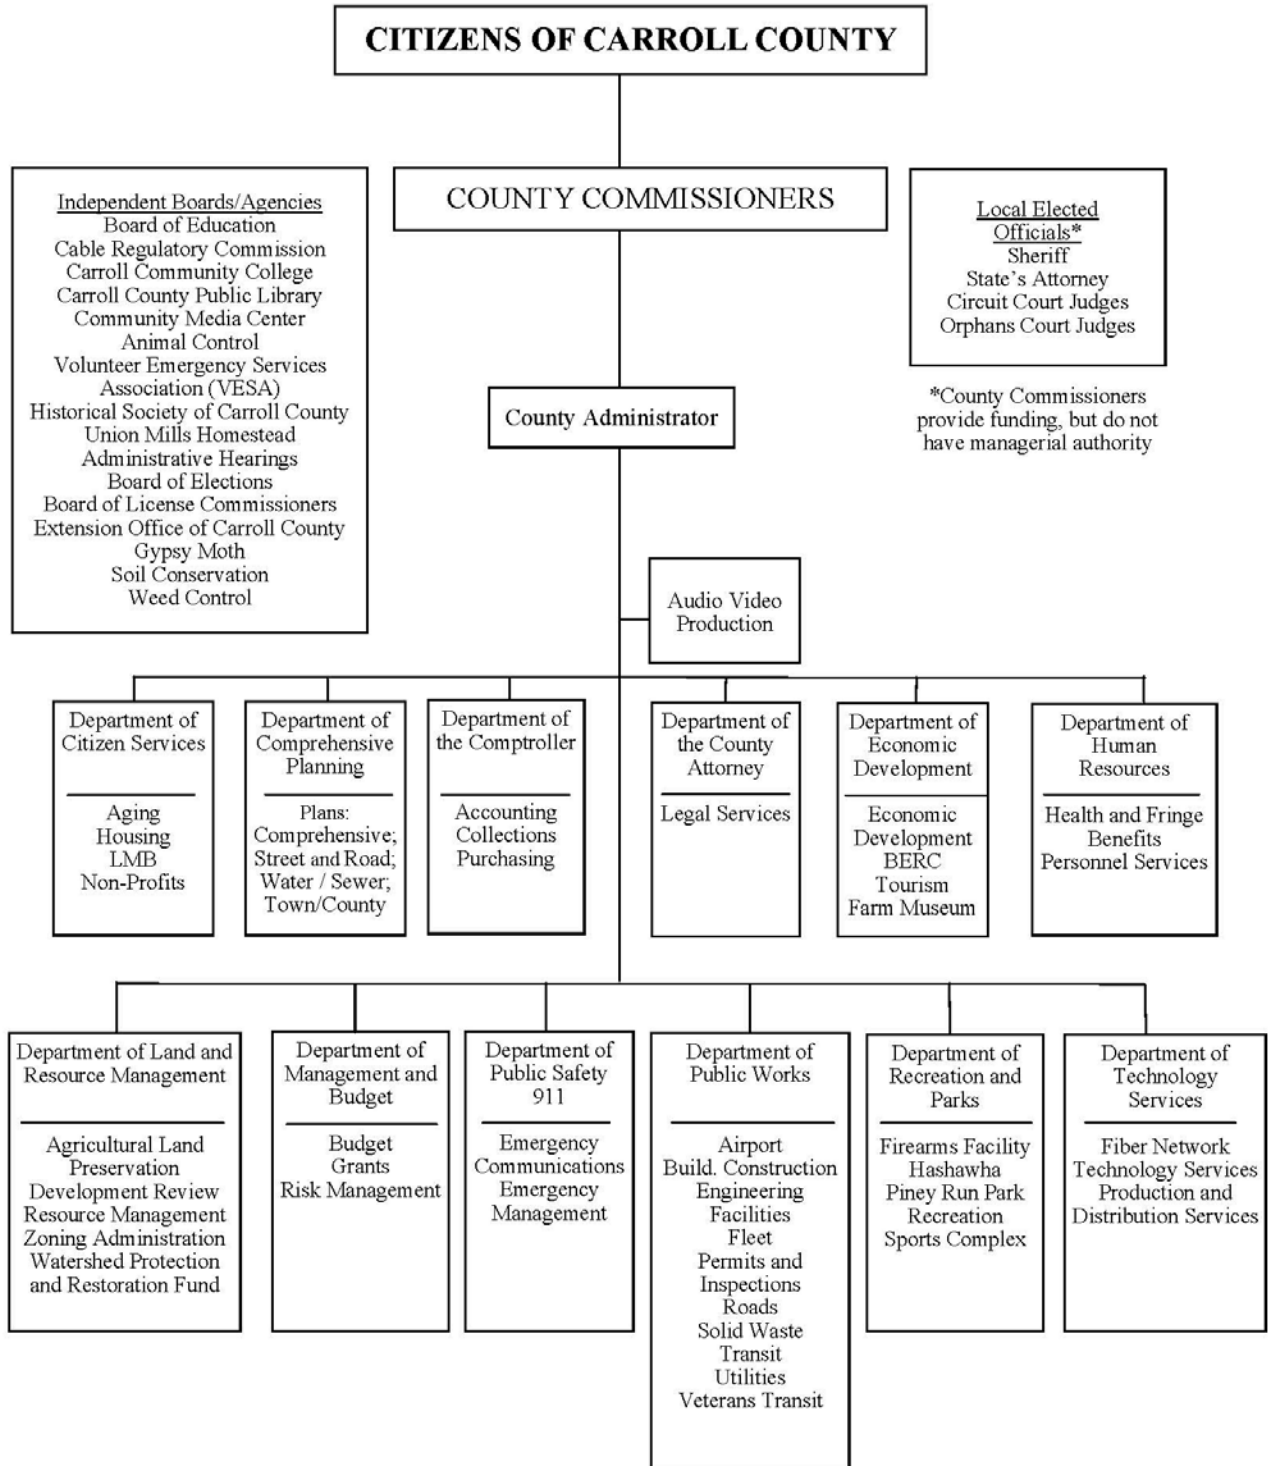 CITIZENS OF CARROLL COUNTY
Independent Boards/Agencies
Board of Education
Cable Regulatory Commission
Carroll Community College
Carroll County Public Library
Community Media Center
Animal Control
Volunteer Emergency Services
Association (VESA)
Historical Society of Carroll County
Union Mills Homestead
Administrative Hearings
Board of Elections
Board of License Commissioners
Extension Office of Carroll County
Gypsy Moth
Soil Conservation
Weed Control
COUNTY COMMISSIONERS
Local Elected
Officials*
Sheriff
State's Attorney
Circuit Court Judges
Orphans Court Judges
*County Commissioners
provide funding, but do not
have managerial authority
County Administrator
Audio Video
Production
Department of
Citizen Services
Aging
Housing
LMB
Non-Profits
Department of
Comprehensive
Planning
Plans:
Comprehensive;
Street and Road;
Water / Sewer;
Town/County
Department of
the Comptroller
Accounting
Collections
Purchasing
Department of
the County
Attorney
Legal Services
Department of
Economic
Development
Economic
Development
BERC
Tourism
Farm Museum
Department of
Human
Resources
Health and Fringe
Benefits
Personnel Services
Department of Land and
Resource Management
Agricultural Land
Preservation
Development Review
Resource Management
Zoning Administration
Watershed Protection
and Restoration Fund
Department of
Management and
Budget
Budget
Grants
Risk Management
Department of
Public Safety
911
Emergency
Communications
Emergency
Management
Department of
Public Works
Airport
Build. Construction
Engineering
Facilities
Fleet
Permits and
Inspections
Roads
Solid Waste
Transit
Utilities
Veterans Transit
Department of
Recreation and
Parks
Firearms Facility
Hashawha
Piney Run Park
Recreation
Sports Complex
Department of
Technology
Services
Fiber Network
Technology Services
Production and
Distribution Services